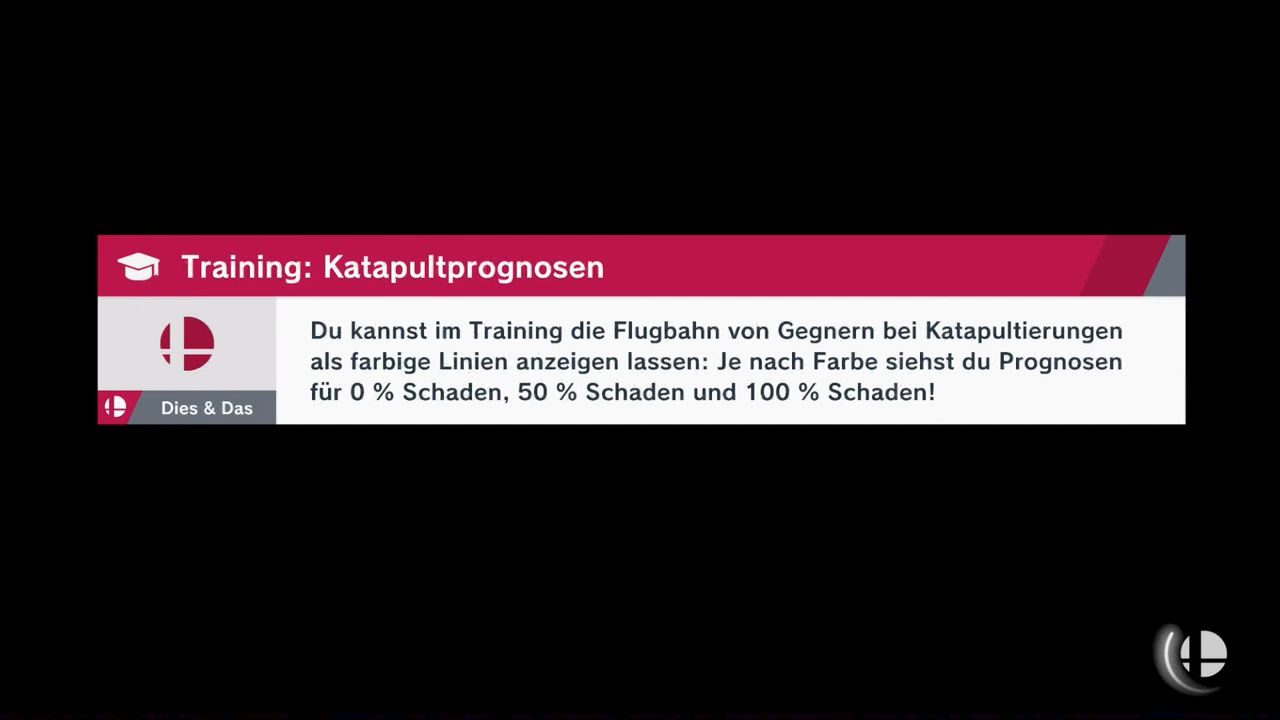 Training: Katapultprognosen
Du kannst im Training die Flugbahn von Gegnern bei Katapultierungen
als farbige Linien anzeigen lassen: Je nach Farbe siehst du Prognosen
für 0 % Schaden, 50 % Schaden und 100 % Schaden!
Dies & Das